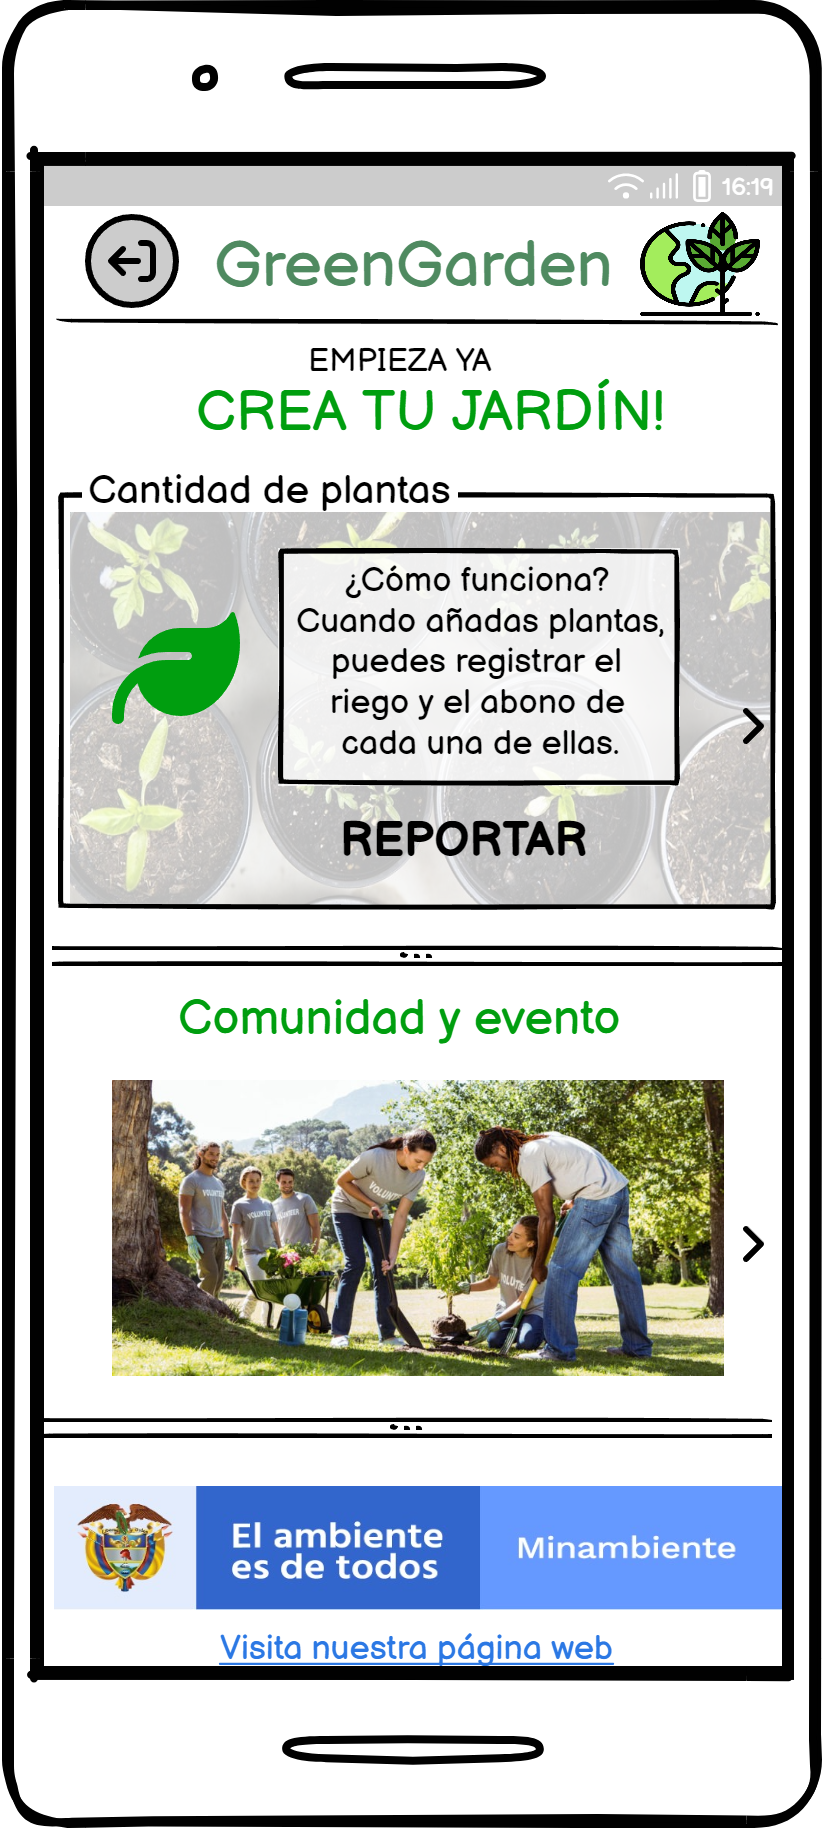 16:19
GreenGarden
EMPIEZA YA
CREA TU JARDÍN!
Cantidad de plantas
¿Cómo funciona?
Cuando añadas plantas,
puedes registrar el
riego y el abono de
cada una de ellas.
REPORTAR
Comunidad y evento
VOLUNTEER
El ambiente
es de todos
Minambiente
Visita nuestra página web